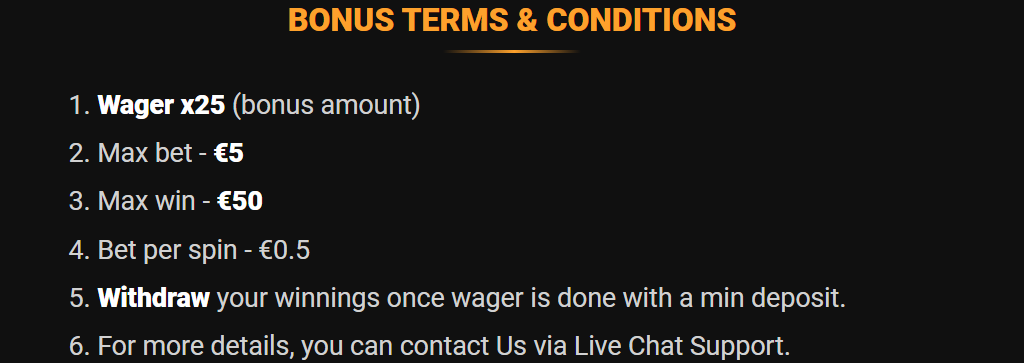 BONUS TERMS & CONDITIONS
1. Wager x25 (bonus amount)
2. Max bet - €5
3. Max win - €50
4. Bet per spin - €0.5
5. Withdraw your winnings once wager is done with a min deposit.
6. For more details, you can contact Us via Live Chat Support.